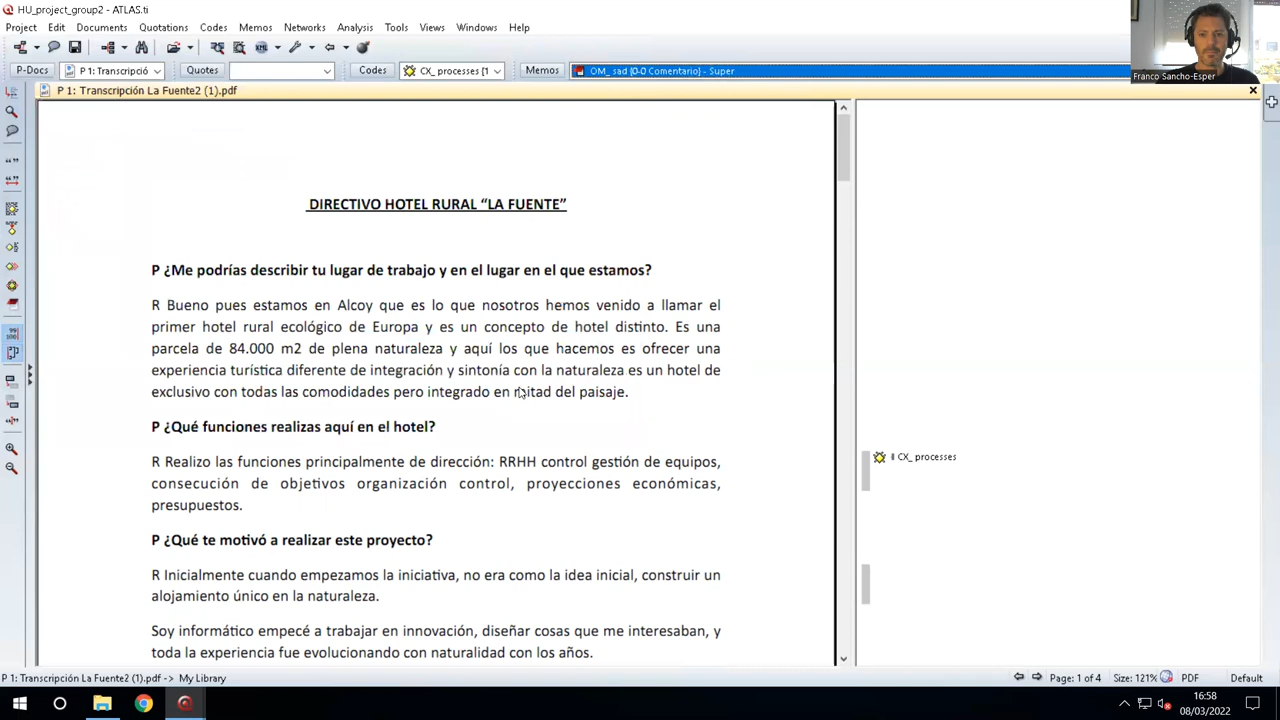 HU_project_group2 - ATLAS.ti
Project Edit Documents Quotations Codes Memos Networks Analysis Tools Views Windows Help
P-Docs P 1: Transcripció Quotes Codes CX_ processes [1 Memos OM_ sad [0-0 Comentario] - Super
Franco Sancho-Esper
P 1: Transcripción La Fuente2 (1).pdf
DIRECTIVO HOTEL RURAL “LA FUENTE”
P ¿Me podrías describir tu lugar de trabajo y en el lugar en el que estamos?
R Bueno pues estamos en Alcoy que es lo que nosotros hemos venido a llamar el
primer hotel rural ecológico de Europa y es un concepto de hotel distinto. Es una
parcela de 84.000 m2 de plena naturaleza y aquí los que hacemos es ofrecer una
experiencia turística diferente de integración y sintonía con la naturaleza es un hotel de
exclusivo con todas las comodidades pero integrado en mitad del paisaje.
P ¿Qué funciones realizas aquí en el hotel?
CX_ processes
R Realizo las funciones principalmente de dirección: RRHH control gestión de equipos,
consecución de objetivos organización control, proyecciones económicas,
presupuestos.
P ¿Qué te motivó a realizar este proyecto?
R Inicialmente cuando empezamos la iniciativa, no era como la idea inicial, construir un
alojamiento único en la naturaleza.
Soy informático empecé a trabajar en innovación, diseñar cosas que me interesaban, y
toda la experiencia fue evolucionando con naturalidad con los años.
P 1: Transcripción La Fuente2 (1).pdf -> My Library Page: 1 of 4 Size: 121% PDF Default
16:58
08/03/2022